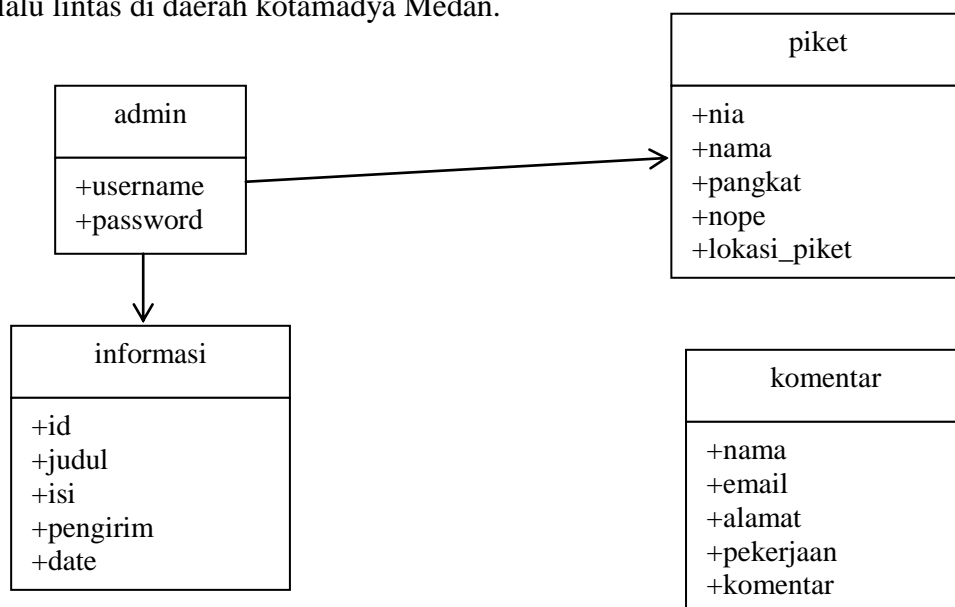 lalu lintas di daerah kotamadya Medan.
admin
+username
+password
piket
+nia
+nama
+pangkat
+nope
+lokasi_piket
informasi
+id
+judul
+isi
+pengirim
+date
komentar
+nama
+email
+alamat
+pekerjaan
+komentar